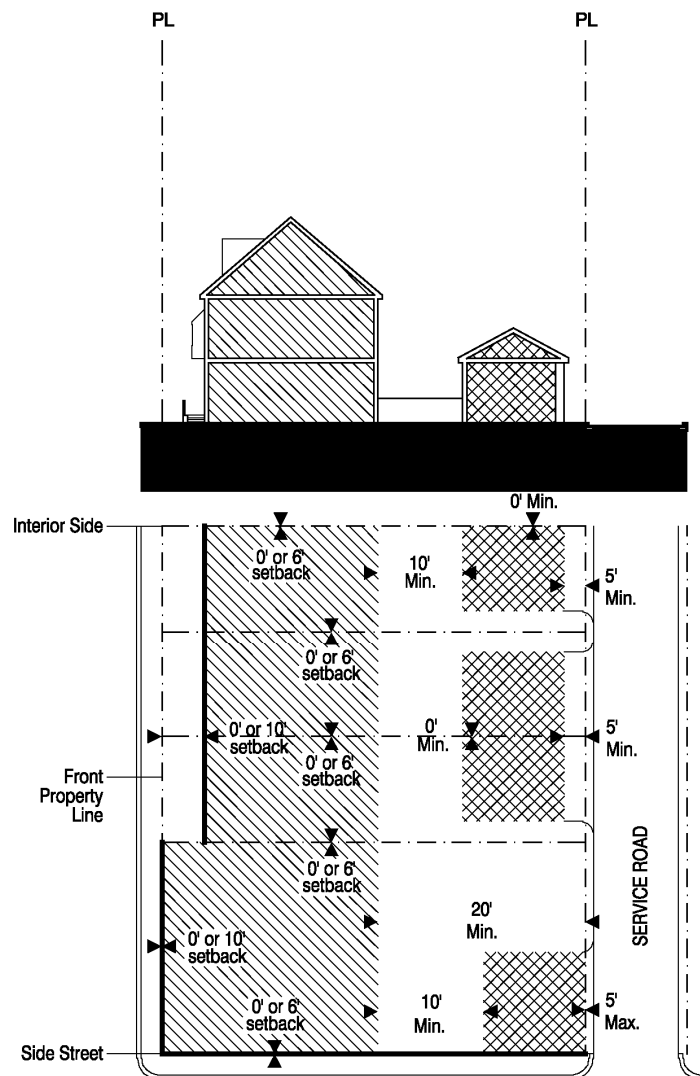 PL
PL
0' Min.
Interior Side
0' or 6'
setback
10'
Min.
5'
Min.
0' or 6'
setback
0' or 10'
setback
0'
Min.
5'
Min.
0' or 6'
setback
Front
Property
Line
0' or 6'
setback
SERVICE ROAD
20'
Min.
0' or 10'
setback
0' or 6'
setback
10'
Min.
5'
Max.
Side Street